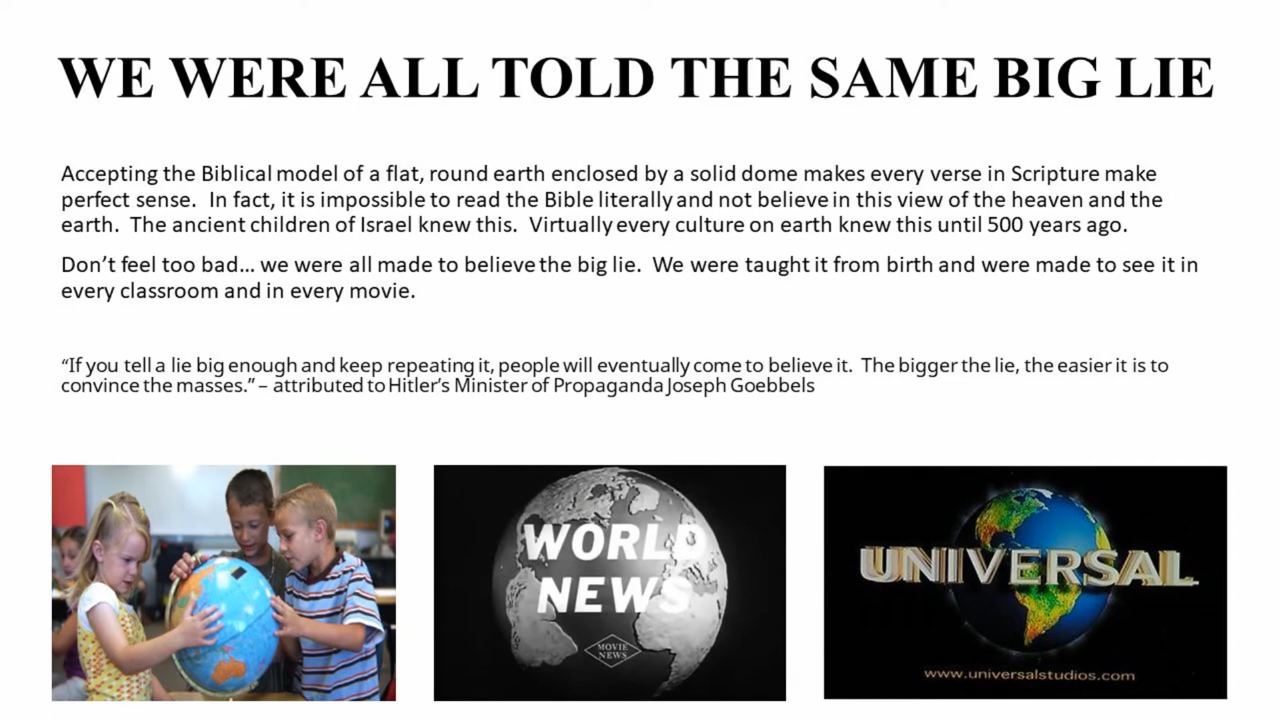 WE WERE ALL TOLD THE SAME BIG LIE
Accepting the Biblical model of a flat, round earth enclosed by a solid dome makes every verse in Scripture make
perfect sense.  In fact, it is impossible to read the Bible literally and not believe in this view of the heaven and the
earth.  The ancient children of Israel knew this.  Virtually every culture on earth knew this until 500 years ago.
Don’t feel too bad… we were all made to believe the big lie.  We were taught it from birth and were made to see it in
every classroom and in every movie.
“If you tell a lie big enough and keep repeating it, people will eventually come to believe it.  The bigger the lie, the easier it is to
convince the masses.” – attributed to Hitler’s Minister of Propaganda Joseph Goebbels
WORLD
NEWS
MOVIE
NEWS
UNIVERSAL
www.universalstudios.com